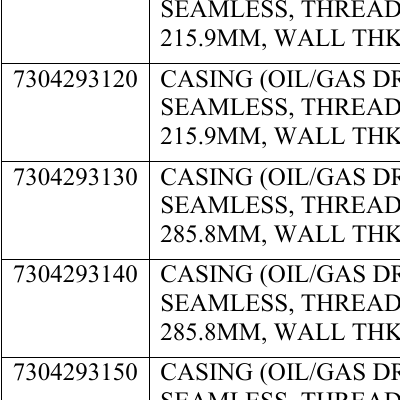 SEAMLESS, THREAD
215.9MM, WALL THK
7304293120 CASING (OIL/GAS DR
SEAMLESS, THREAD
215.9MM, WALL THK
7304293130 CASING (OIL/GAS DR
SEAMLESS, THREAD
285.8MM, WALL THK
7304293140 CASING (OIL/GAS DR
SEAMLESS, THREAD
285.8MM, WALL THK
7304293150 CASING (OIL/GAS DR
SEAMLESS, THREAD